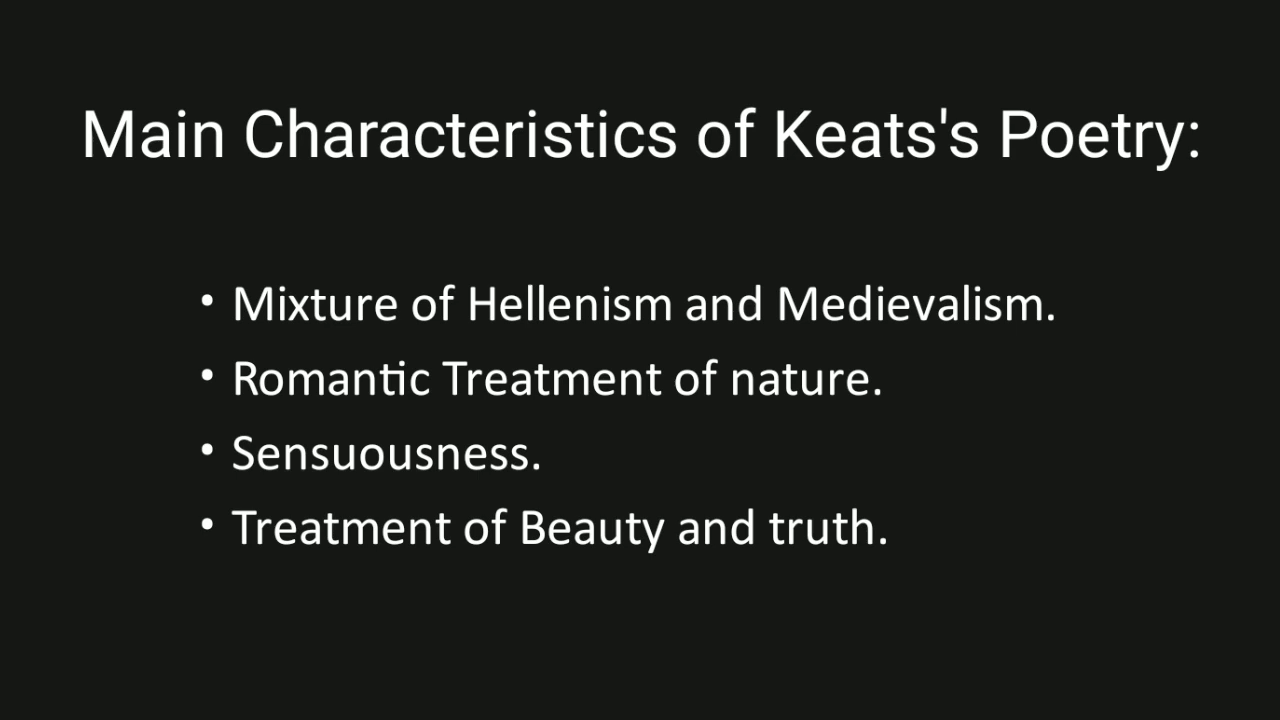 Main Characteristics of Keats's Poetry:
• Mixture of Hellenism and Medievalism.
• Romantic Treatment of nature.
• Sensuousness.
• Treatment of Beauty and truth.